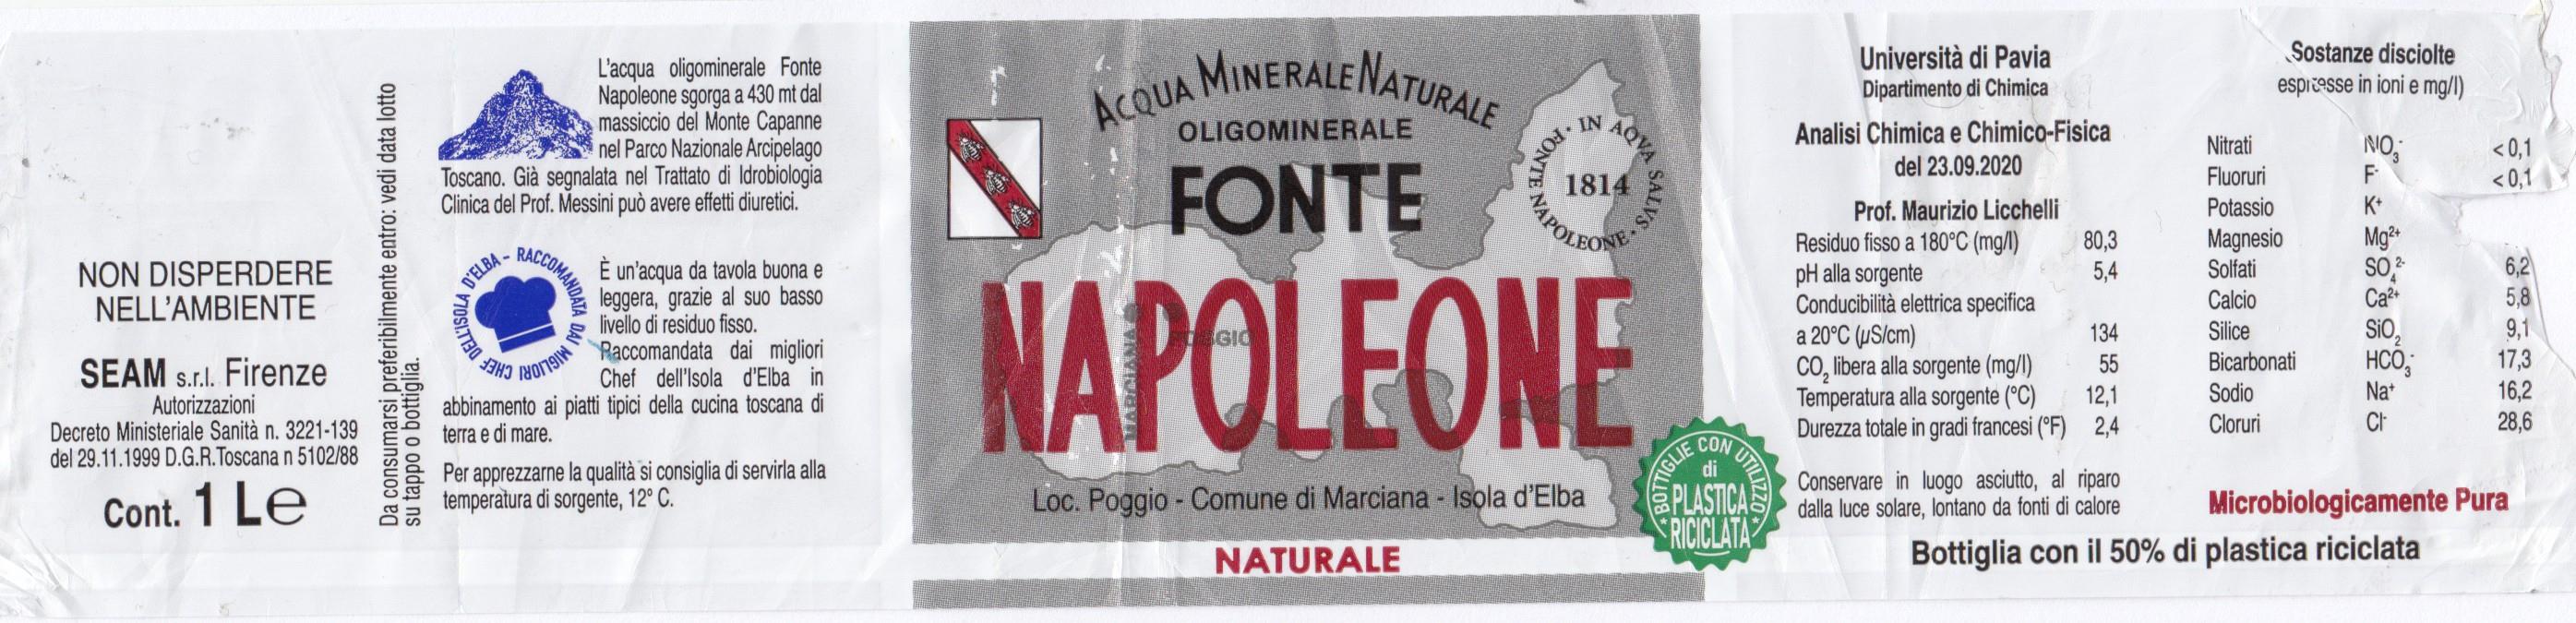 NON DISPERDERE
NELL'AMBIENTE
SEAM s.r.l. Firenze
Autorizzazioni
Decreto Ministeriale Sanità n. 3221-139
del 29.11.1999 D.G.R.Toscana n 5102/88
Cont. 1 L e
Da consumarsi preferibilmente entro: vedi data lotto
su tappo o bottiglia.
L'acqua oligominerale Fonte
Napoleone sgorga a 430 mt dal
massiccio del Monte Capanne
nel Parco Nazionale Arcipelago
Toscano. Già segnalata nel Trattato di Idrobiologia
Clinica del Prof. Messini può avere effetti diuretici.
RACCOMANDATA DAI MIGLIORI CHEF DELL'ISOLA D'ELBA -
È un'acqua da tavola buona e
leggera, grazie al suo basso
livello di residuo fisso.
Raccomandata dai migliori
Chef dell'Isola d'Elba in
abbinamento ai piatti tipici della cucina toscana di
terra e di mare.
Per apprezzarne la qualità si consiglia di servirla alla
temperatura di sorgente, 12° C.
ACQUA MINERALE NATURALE
OLIGOMINERALE
FONTE
NAPOLEONE
FONTE NAPOLEONE · IN AQVA SALVS ·
1814
MARCIANA
POGGIO
Loc. Poggio - Comune di Marciana - Isola d'Elba
NATURALE
BOTTIGLIE CON UTILIZZO
di
PLASTICA
RICICLATA
Università di Pavia
Dipartimento di Chimica
Analisi Chimica e Chimico-Fisica
del 23.09.2020
Prof. Maurizio Licchelli
Residuo fisso a 180°C (mg/l) 80,3
pH alla sorgente 5,4
Conducibilità elettrica specifica
a 20°C (µS/cm) 134
CO₂ libera alla sorgente (mg/l) 55
Temperatura alla sorgente (°C) 12,1
Durezza totale in gradi francesi (°F) 2,4
Conservare in luogo asciutto, al riparo
dalla luce solare, lontano da fonti di calore
Sostanze disciolte
espresse in ioni e mg/l)
Nitrati NO₃⁻ < 0,1
Fluoruri F⁻ < 0,1
Potassio K⁺
Magnesio Mg²⁺
Solfati SO₄²⁻ 6,2
Calcio Ca²⁺ 5,8
Silice SiO₂ 9,1
Bicarbonati HCO₃⁻ 17,3
Sodio Na⁺ 16,2
Cloruri Cl⁻ 28,6
Microbiologicamente Pura
Bottiglia con il 50% di plastica riciclata